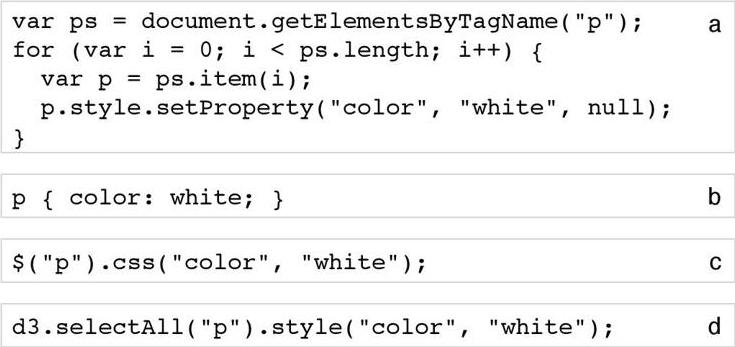 var ps = document.getElementsByTagName("p"); a
for (var i = 0; i < ps.length; i++) {
  var p = ps.item(i);
  p.style.setProperty("color", "white", null);
}
p { color: white; } b
$("p").css("color", "white"); c
d3.selectAll("p").style("color", "white"); d